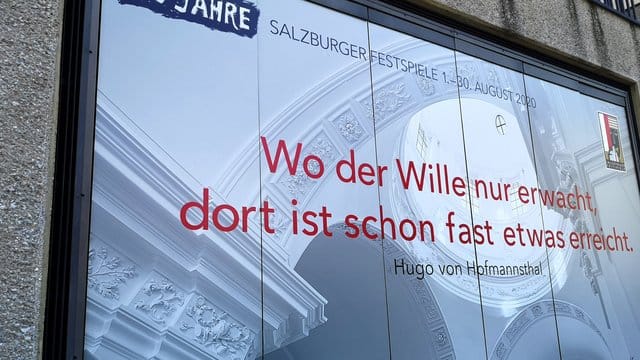 JAHRE
SALZBURGER FESTSPIELE 1.–30. AUGUST 2020
Wo der Wille nur erwacht,
dort ist schon fast etwas erreicht.
Hugo von Hofmannsthal